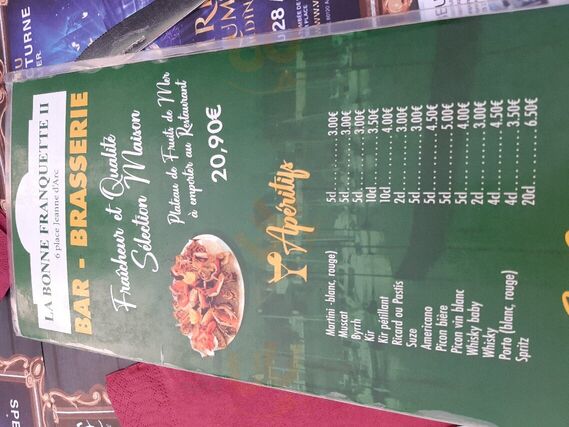 LA BONNE FRANQUETTE II
6 place Jeanne d'Arc
BAR - BRASSERIE
Fraîcheur et Qualité
Sélection Maison
Plateau de Fruits de Mer
à emporter au Restaurant
20,90€
Apéritifs
Martini (blanc, rouge) 5cl 3.00€
Muscat 5cl 3.00€
Byrrh 5cl 3.00€
Kir 10cl 3.50€
Kir pétillant 10cl 4.00€
Ricard ou Pastis 2cl 3.00€
Suze 5cl 3.00€
Americano 5cl 4.50€
Picon bière 5cl 5.00€
Picon vin blanc 5cl 4.00€
Whisky baby 2cl 3.00€
Whisky 4cl 4.50€
Porto (blanc, rouge) 4cl 3.50€
Spritz 20cl 6.50€